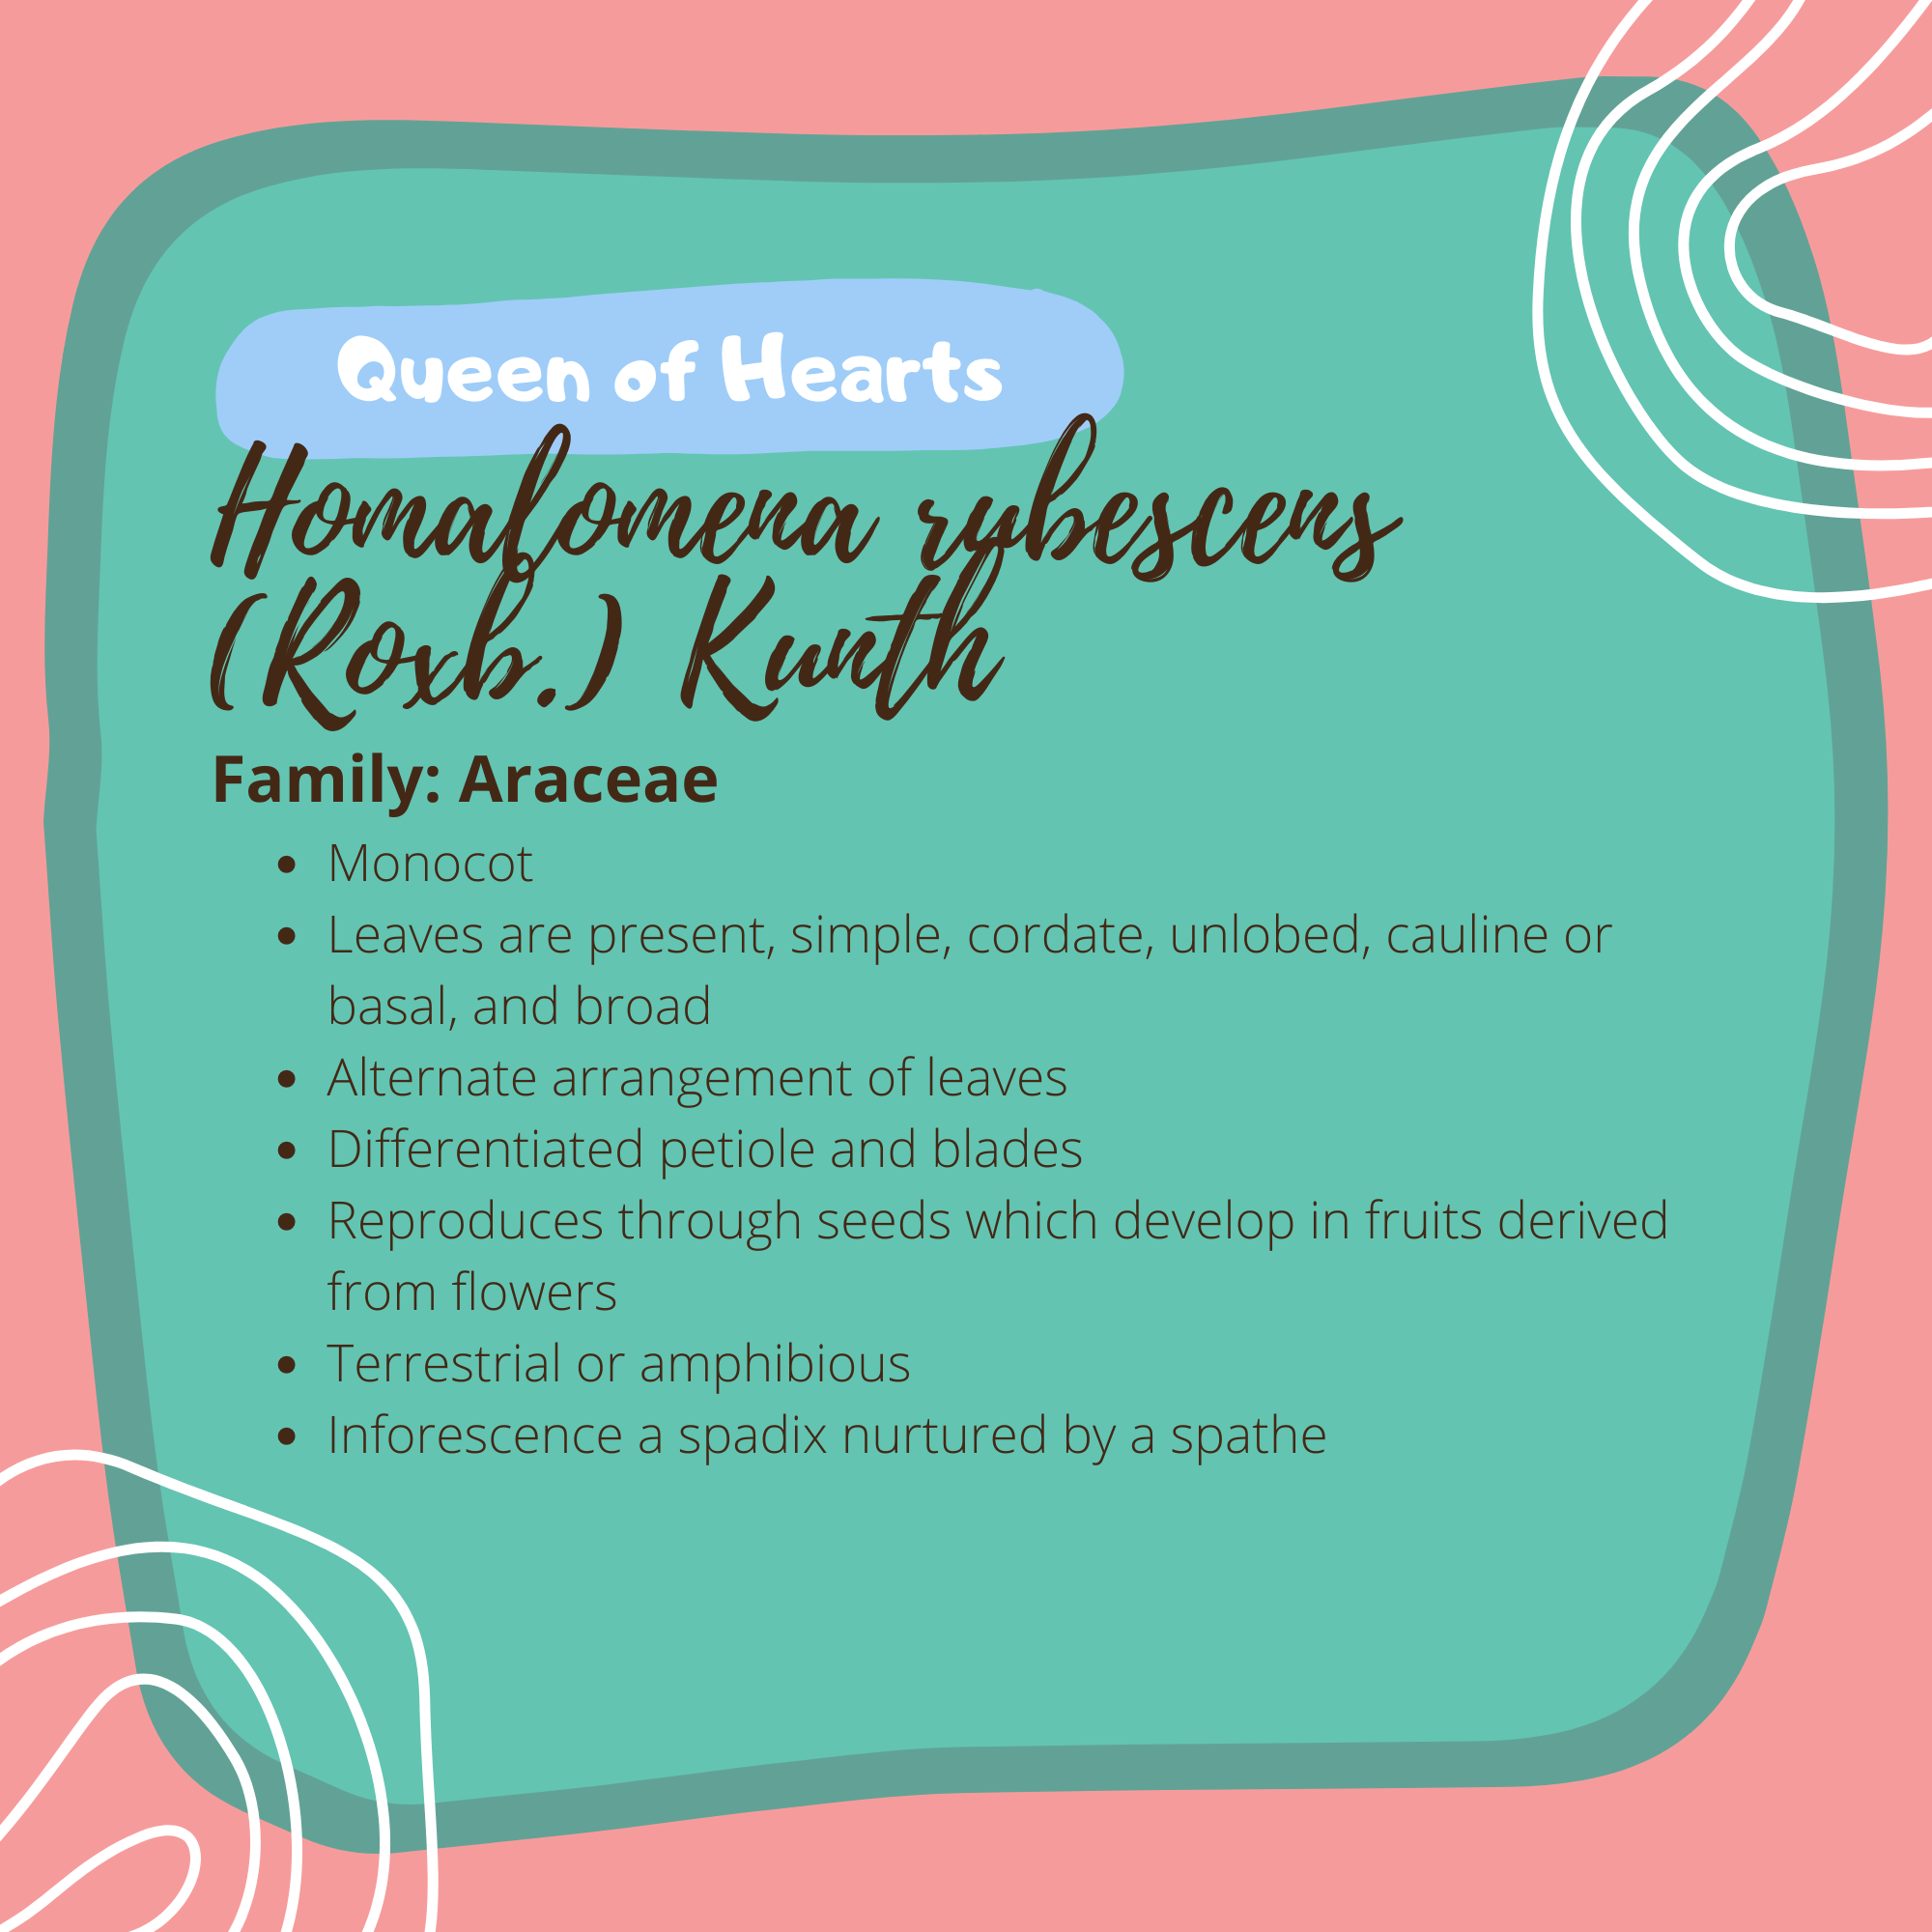 Queen of Hearts
Homalomena rubescens
(Roxb.) Kunth
Family: Araceae
• Monocot
• Leaves are present, simple, cordate, unlobed, cauline or
basal, and broad
• Alternate arrangement of leaves
• Differentiated petiole and blades
• Reproduces through seeds which develop in fruits derived
from flowers
• Terrestrial or amphibious
• Inforescence a spadix nurtured by a spathe